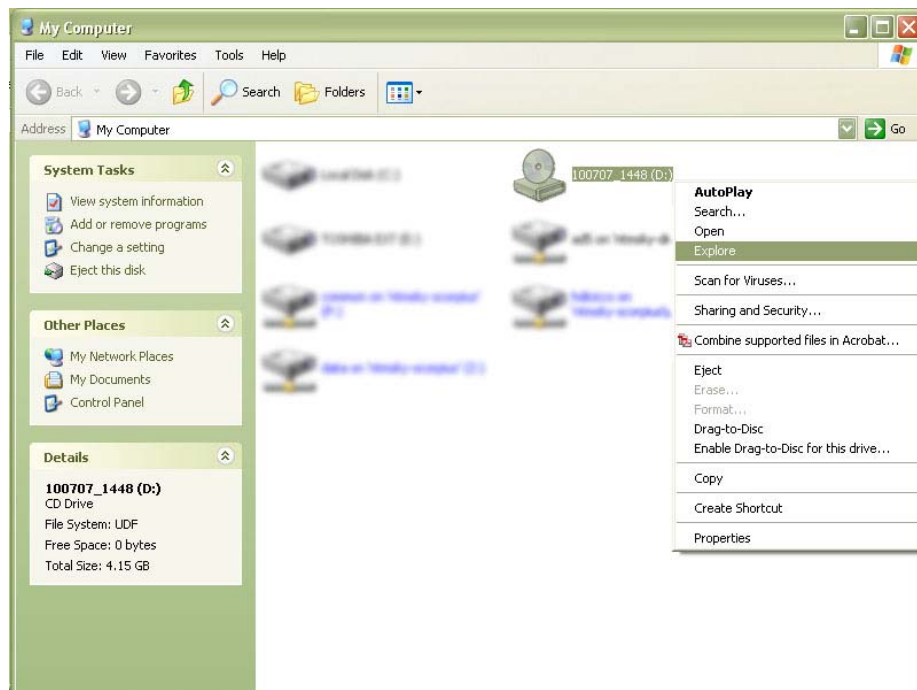 My Computer
File Edit View Favorites Tools Help
Back Search Folders
Address My Computer Go
System Tasks
View system information
Add or remove programs
Change a setting
Eject this disk
Other Places
My Network Places
My Documents
Control Panel
Details
100707_1448 (D:)
CD Drive
File System: UDF
Free Space: 0 bytes
Total Size: 4.15 GB
Local Disk (C:)
100707_1448 (D:)
AutoPlay
Search...
Open
Explore
Scan for Viruses...
Sharing and Security...
Combine supported files in Acrobat...
Eject
Erase...
Format...
Drag-to-Disc
Enable Drag-to-Disc for this drive...
Copy
Create Shortcut
Properties